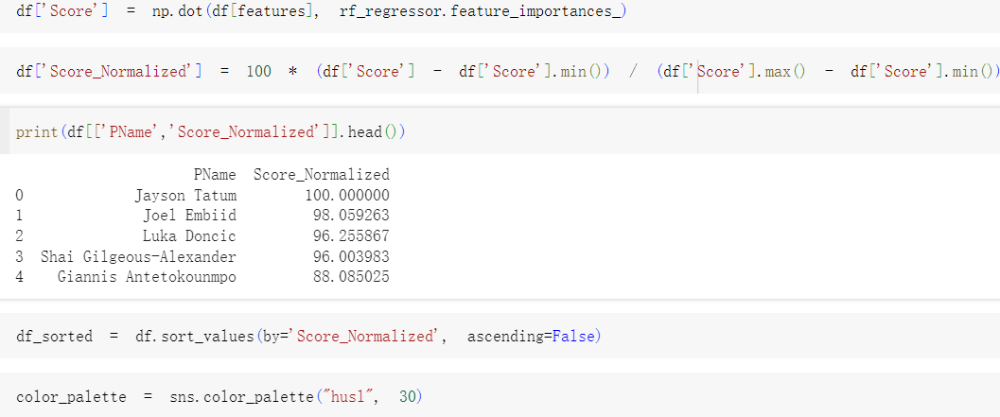 df['Score'] = np.dot(df[features], rf_regressor.feature_importances_)
df['Score_Normalized'] = 100 * (df['Score'] - df['Score'].min()) / (df['Score'].max() - df['Score'].min())
print(df[['PName','Score_Normalized']].head())
PName Score_Normalized
0 Jayson Tatum 100.000000
1 Joel Embiid 98.059263
2 Luka Doncic 96.255867
3 Shai Gilgeous-Alexander 96.003983
4 Giannis Antetokounmpo 88.085025
df_sorted = df.sort_values(by='Score_Normalized', ascending=False)
color_palette = sns.color_palette("husl", 30)